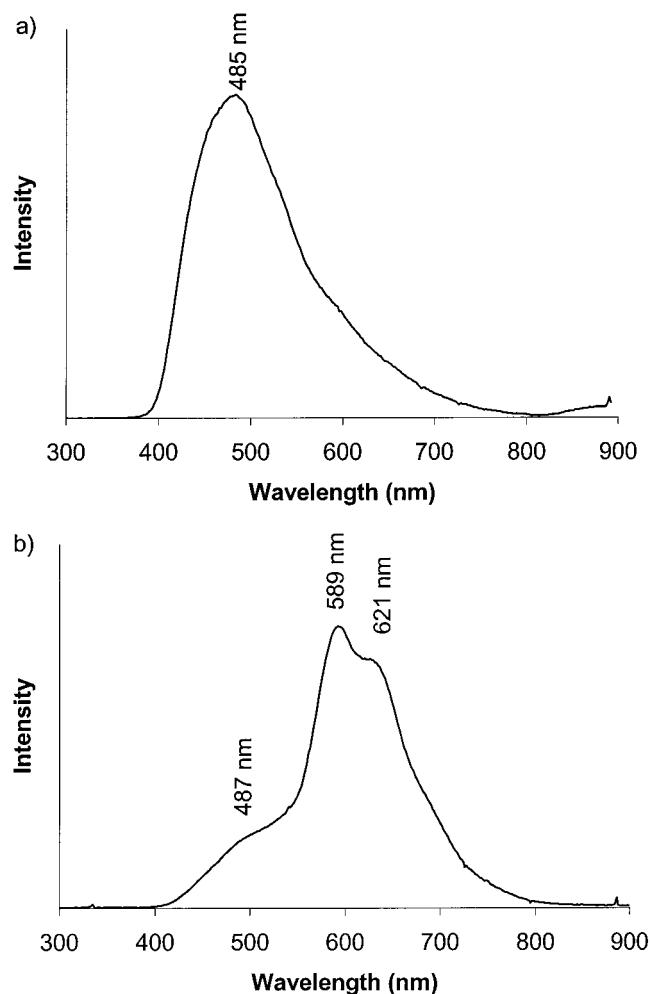 a)
485 nm
Intensity
300 400 500 600 700 800 900
Wavelength (nm)
b)
589 nm
621 nm
487 nm
Intensity
300 400 500 600 700 800 900
Wavelength (nm)